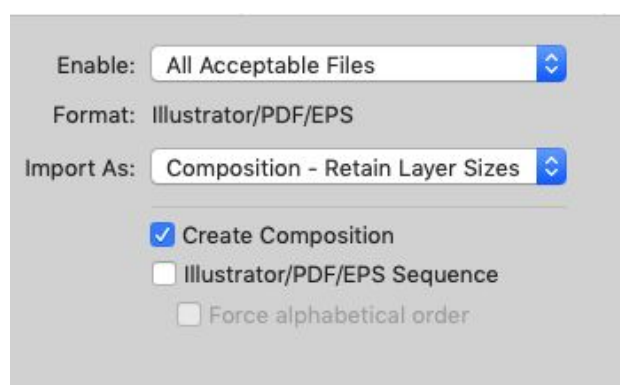 Enable: All Acceptable Files
Format: Illustrator/PDF/EPS
Import As: Composition - Retain Layer Sizes
Create Composition
Illustrator/PDF/EPS Sequence
Force alphabetical order